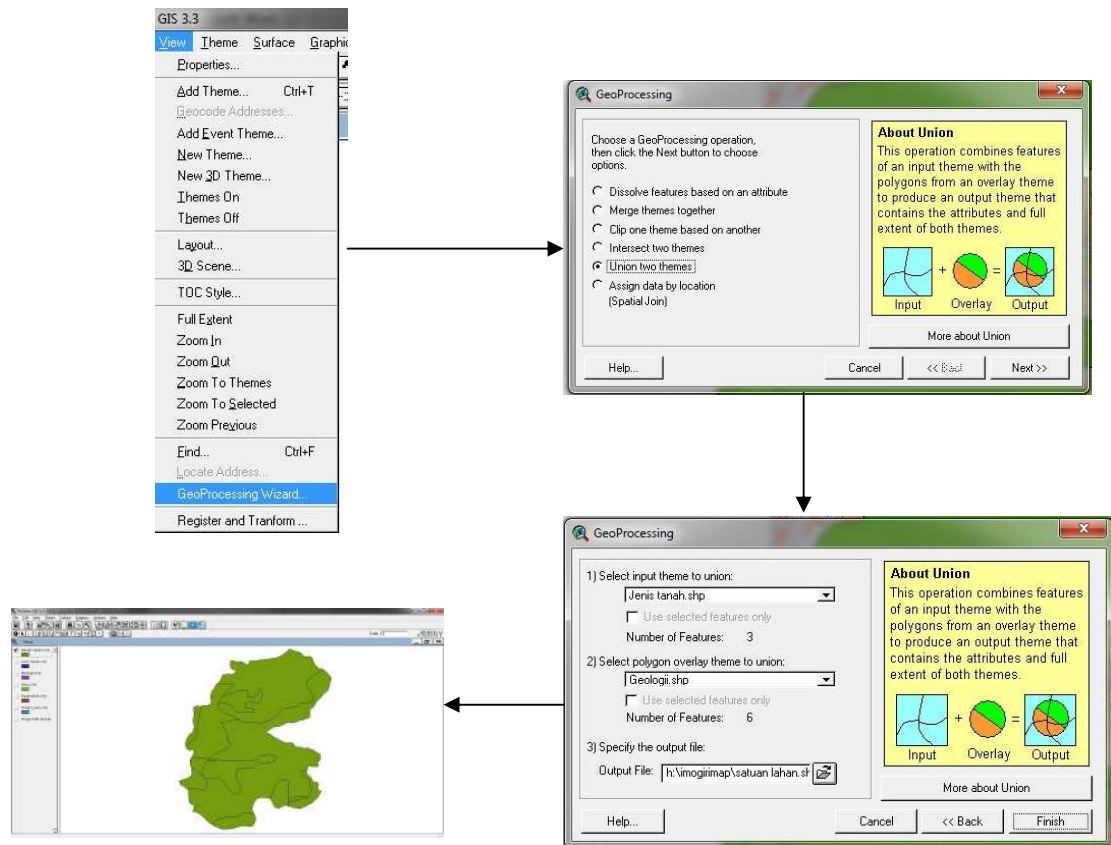 GIS 3.3
View Theme Surface Graphic
Properties...
Add Theme... Ctrl+T
Geocode Addresses...
Add Event Theme...
New Theme...
New 3D Theme...
Themes On
Themes Off
Layout...
3D Scene...
TOC Style...
Full Extent
Zoom In
Zoom Out
Zoom To Themes
Zoom To Selected
Zoom Previous
Find... Ctrl+F
Locate Address...
GeoProcessing Wizard...
Register and Tranform ...
GeoProcessing
Choose a GeoProcessing operation,
then click the Next button to choose
options.
Dissolve features based on an attribute
Merge themes together
Clip one theme based on another
Intersect two themes
Union two themes
Assign data by location
(Spatial Join)
About Union
This operation combines features
of an input theme with the
polygons from an overlay theme
to produce an output theme that
contains the attributes and full
extent of both themes.
+ =
Input Overlay Output
More about Union
Help... Cancel << Back Next >>
GeoProcessing
1) Select input theme to union:
Jenis tanah.shp
Use selected features only
Number of Features: 3
2) Select polygon overlay theme to union:
Geologii.shp
Use selected features only
Number of Features: 6
3) Specify the output file:
Output File: h:\imogirimap\satuan lahan.sh
About Union
This operation combines features
of an input theme with the
polygons from an overlay theme
to produce an output theme that
contains the attributes and full
extent of both themes.
+ =
Input Overlay Output
More about Union
Help... Cancel << Back Finish